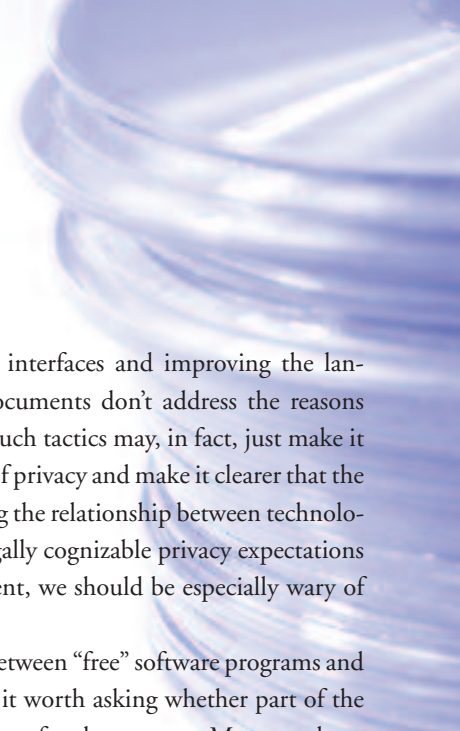 interfaces and improving the lan-
ocuments don’t address the reasons
uch tactics may, in fact, just make it
f privacy and make it clearer that the
g the relationship between technolo-
gally cognizable privacy expectations
ent, we should be especially wary of
etween “free” software programs and
it worth asking whether part of the